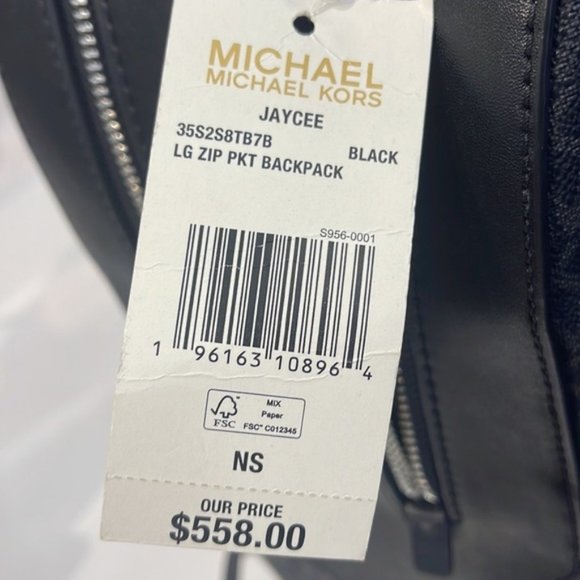 MICHAEL
MICHAEL KORS
JAYCEE
35S2S8TB7B BLACK
LG ZIP PKT BACKPACK
S956-0001
1 96163 10896 4
FSC
MIX
Paper
FSC™ C012345
NS
OUR PRICE
$558.00